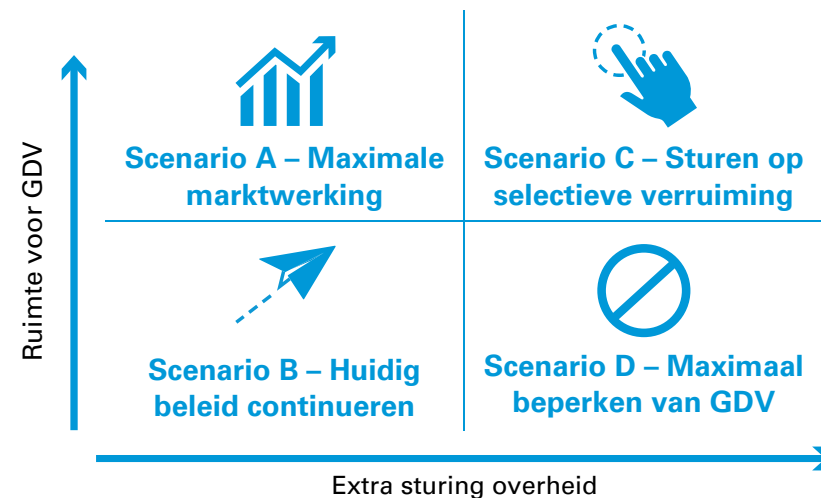 Ruimte voor GDV
Scenario A – Maximale
marktwerking
Scenario C – Sturen op
selectieve verruiming
Scenario B – Huidig
beleid continueren
Scenario D – Maximaal
beperken van GDV
Extra sturing overheid